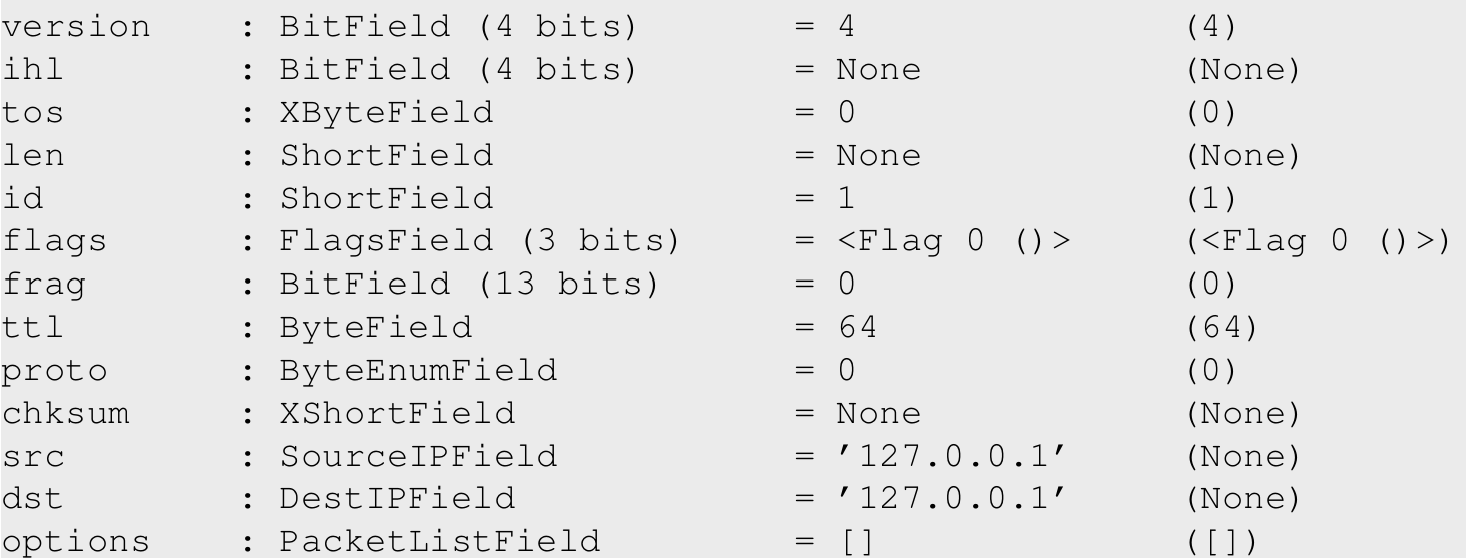 version    : BitField (4 bits)       = 4               (4)
ihl        : BitField (4 bits)       = None            (None)
tos        : XByteField              = 0               (0)
len        : ShortField              = None            (None)
id         : ShortField              = 1               (1)
flags      : FlagsField (3 bits)     = <Flag 0 ()>     (<Flag 0 ()>)
frag       : BitField (13 bits)      = 0               (0)
ttl        : ByteField               = 64              (64)
proto      : ByteEnumField           = 0               (0)
chksum     : XShortField             = None            (None)
src        : SourceIPField           = ’127.0.0.1’     (None)
dst        : DestIPField             = ’127.0.0.1’     (None)
options    : PacketListField         = []              ([])